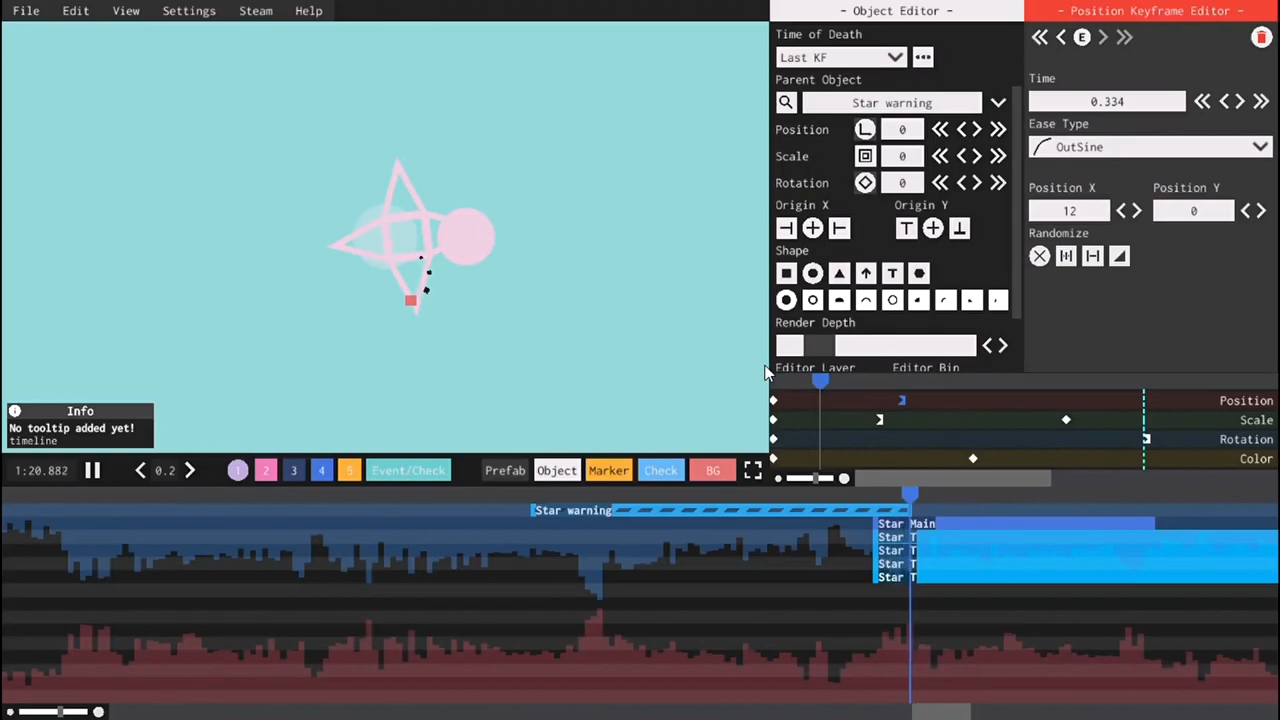 File Edit View Settings Steam Help
- Object Editor -
- Position Keyframe Editor -
Time of Death
Last KF
Parent Object
Star warning
Position 0
Scale 0
Rotation 0
Origin X Origin Y
Shape
T
Render Depth
Editor Layer Editor Bin
E
Time
0.334
Ease Type
OutSine
Position X Position Y
12 0
Randomize
Info
No tooltip added yet!
timeline
Position
Scale
Rotation
Color
1:20.882 0.2 1 2 3 4 5 Event/Check Prefab Object Marker Check BG
Star warning
Star Main
Star T
Star T
Star T
Star T